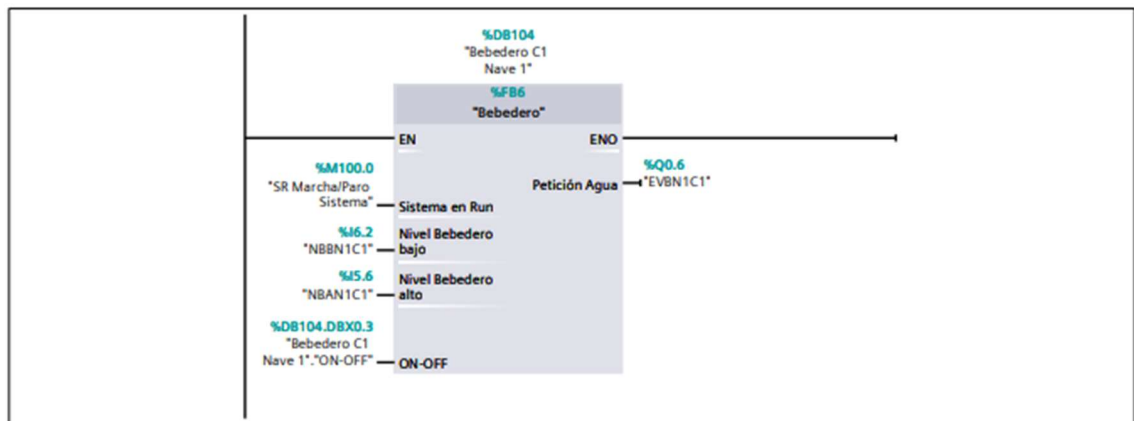 %DB104
"Bebedero C1
Nave 1"
%FB6
"Bebedero"
EN
ENO
%M100.0
"SR Marcha/Paro
Sistema"
Sistema en Run
%Q0.6
Petición Agua
"EVBN1C1"
%I6.2
"NBBN1C1"
Nivel Bebedero
bajo
%I5.6
"NBAN1C1"
Nivel Bebedero
alto
%DB104.DBX0.3
"Bebedero C1
Nave 1"."ON-OFF"
ON-OFF